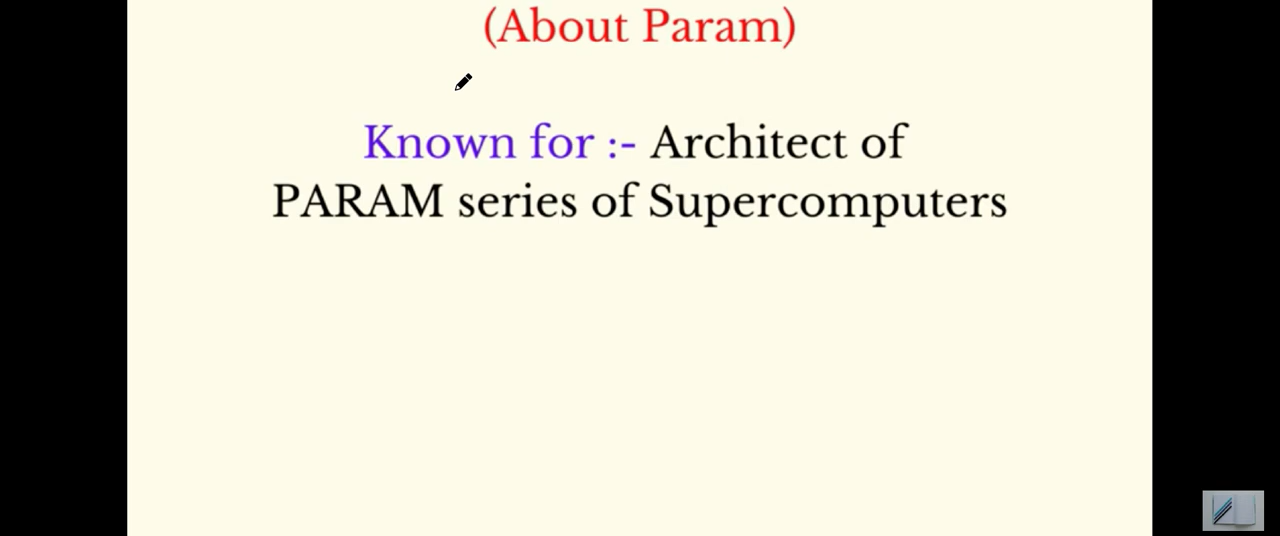 (About Param)
Known for :- Architect of
PARAM series of Supercomputers